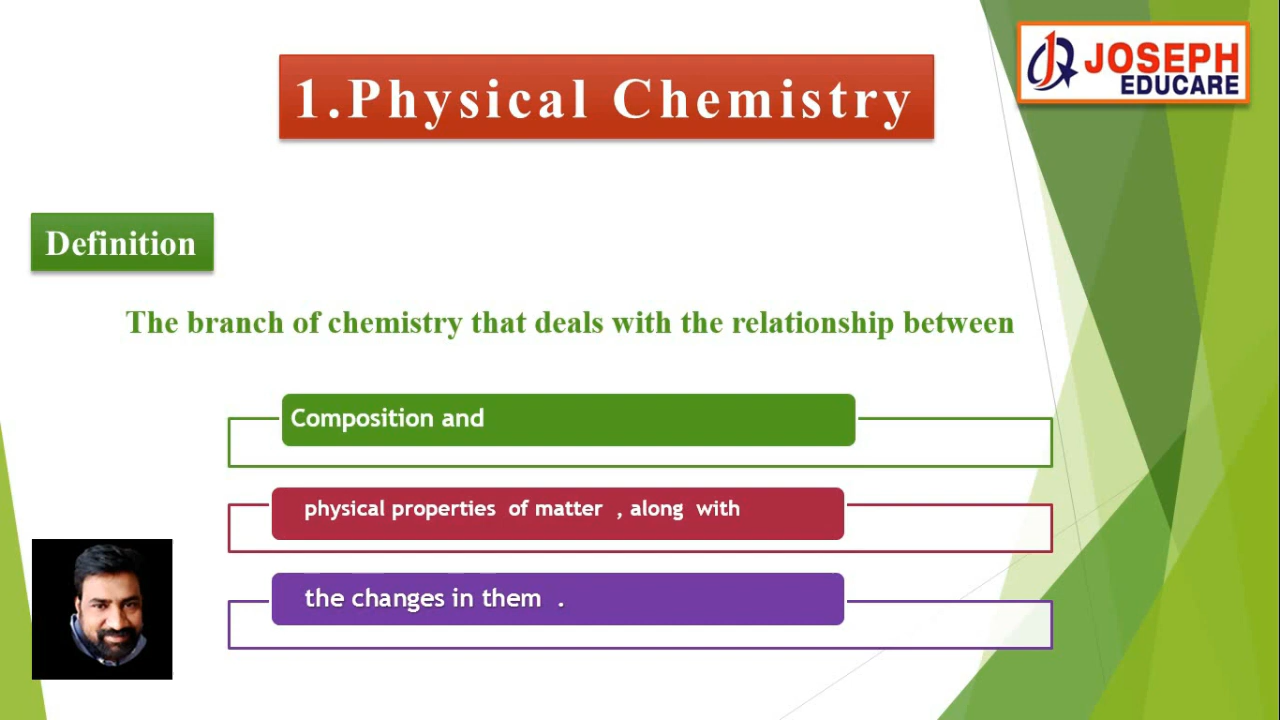 1.Physical Chemistry
JOSEPH
EDUCARE
Definition
The branch of chemistry that deals with the relationship between
Composition and
physical properties of matter , along with
the changes in them .